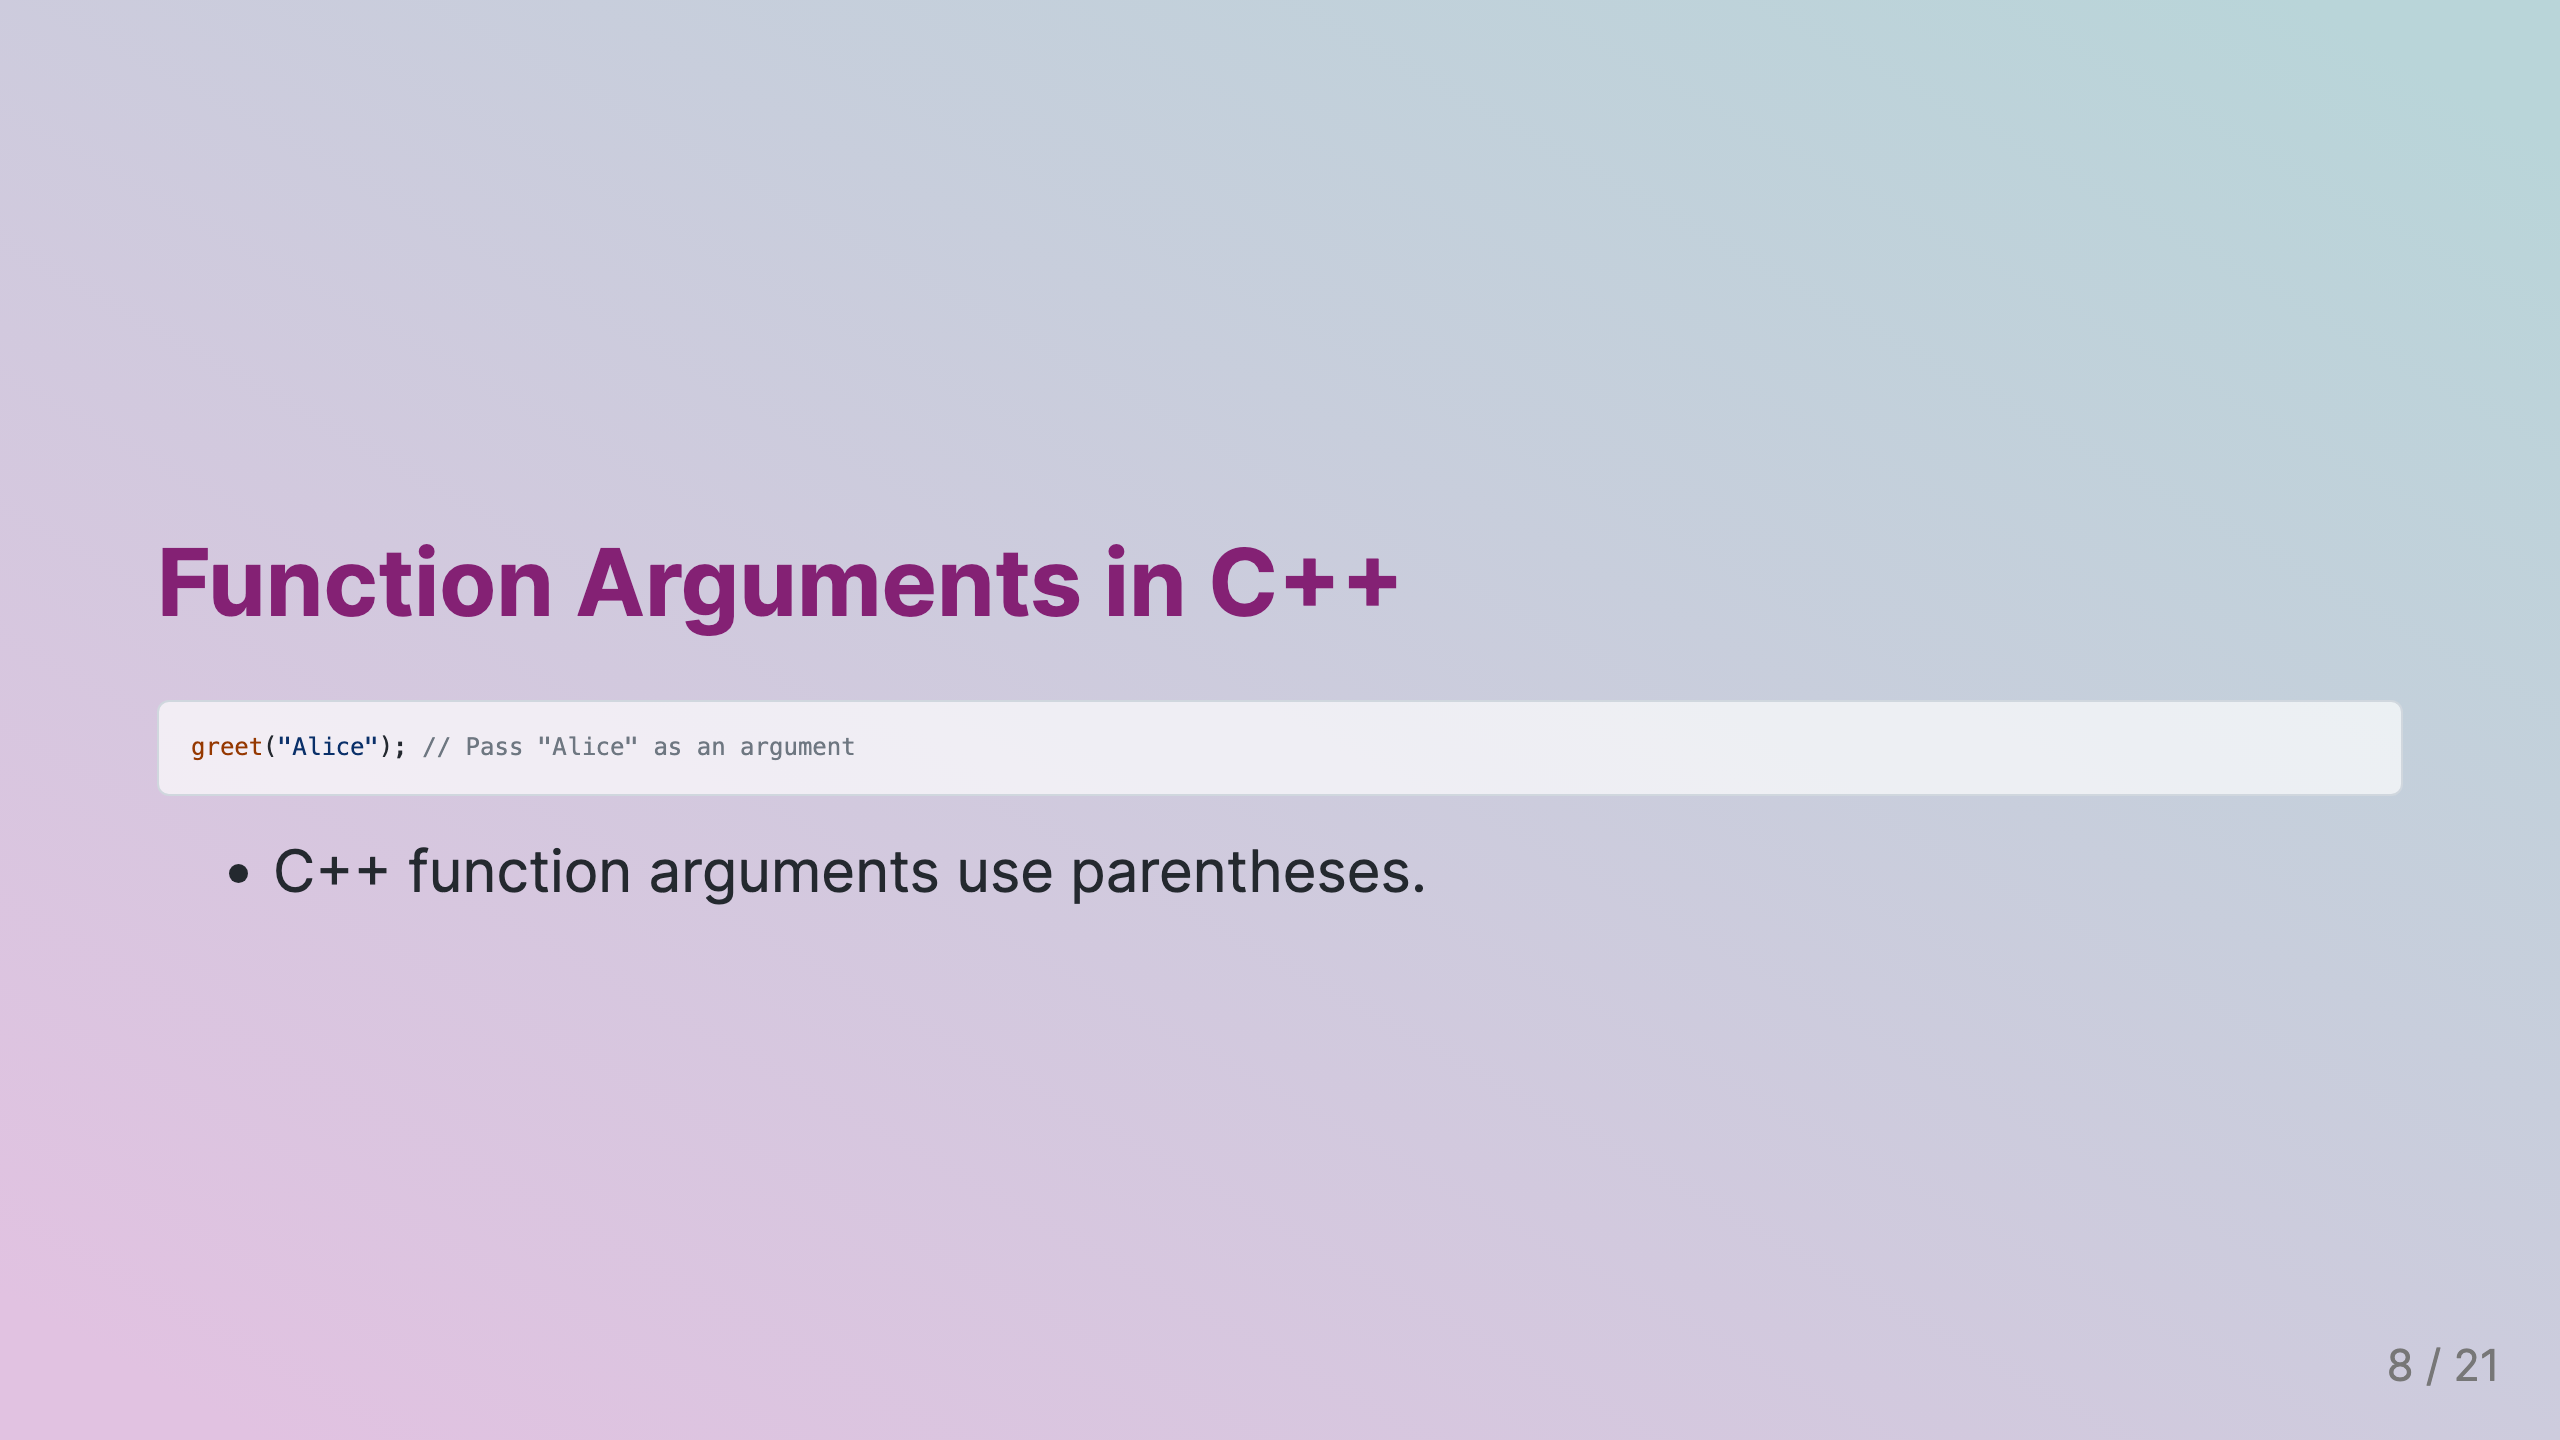 Function Arguments in C++
greet("Alice"); // Pass "Alice" as an argument
• C++ function arguments use parentheses.
8 / 21